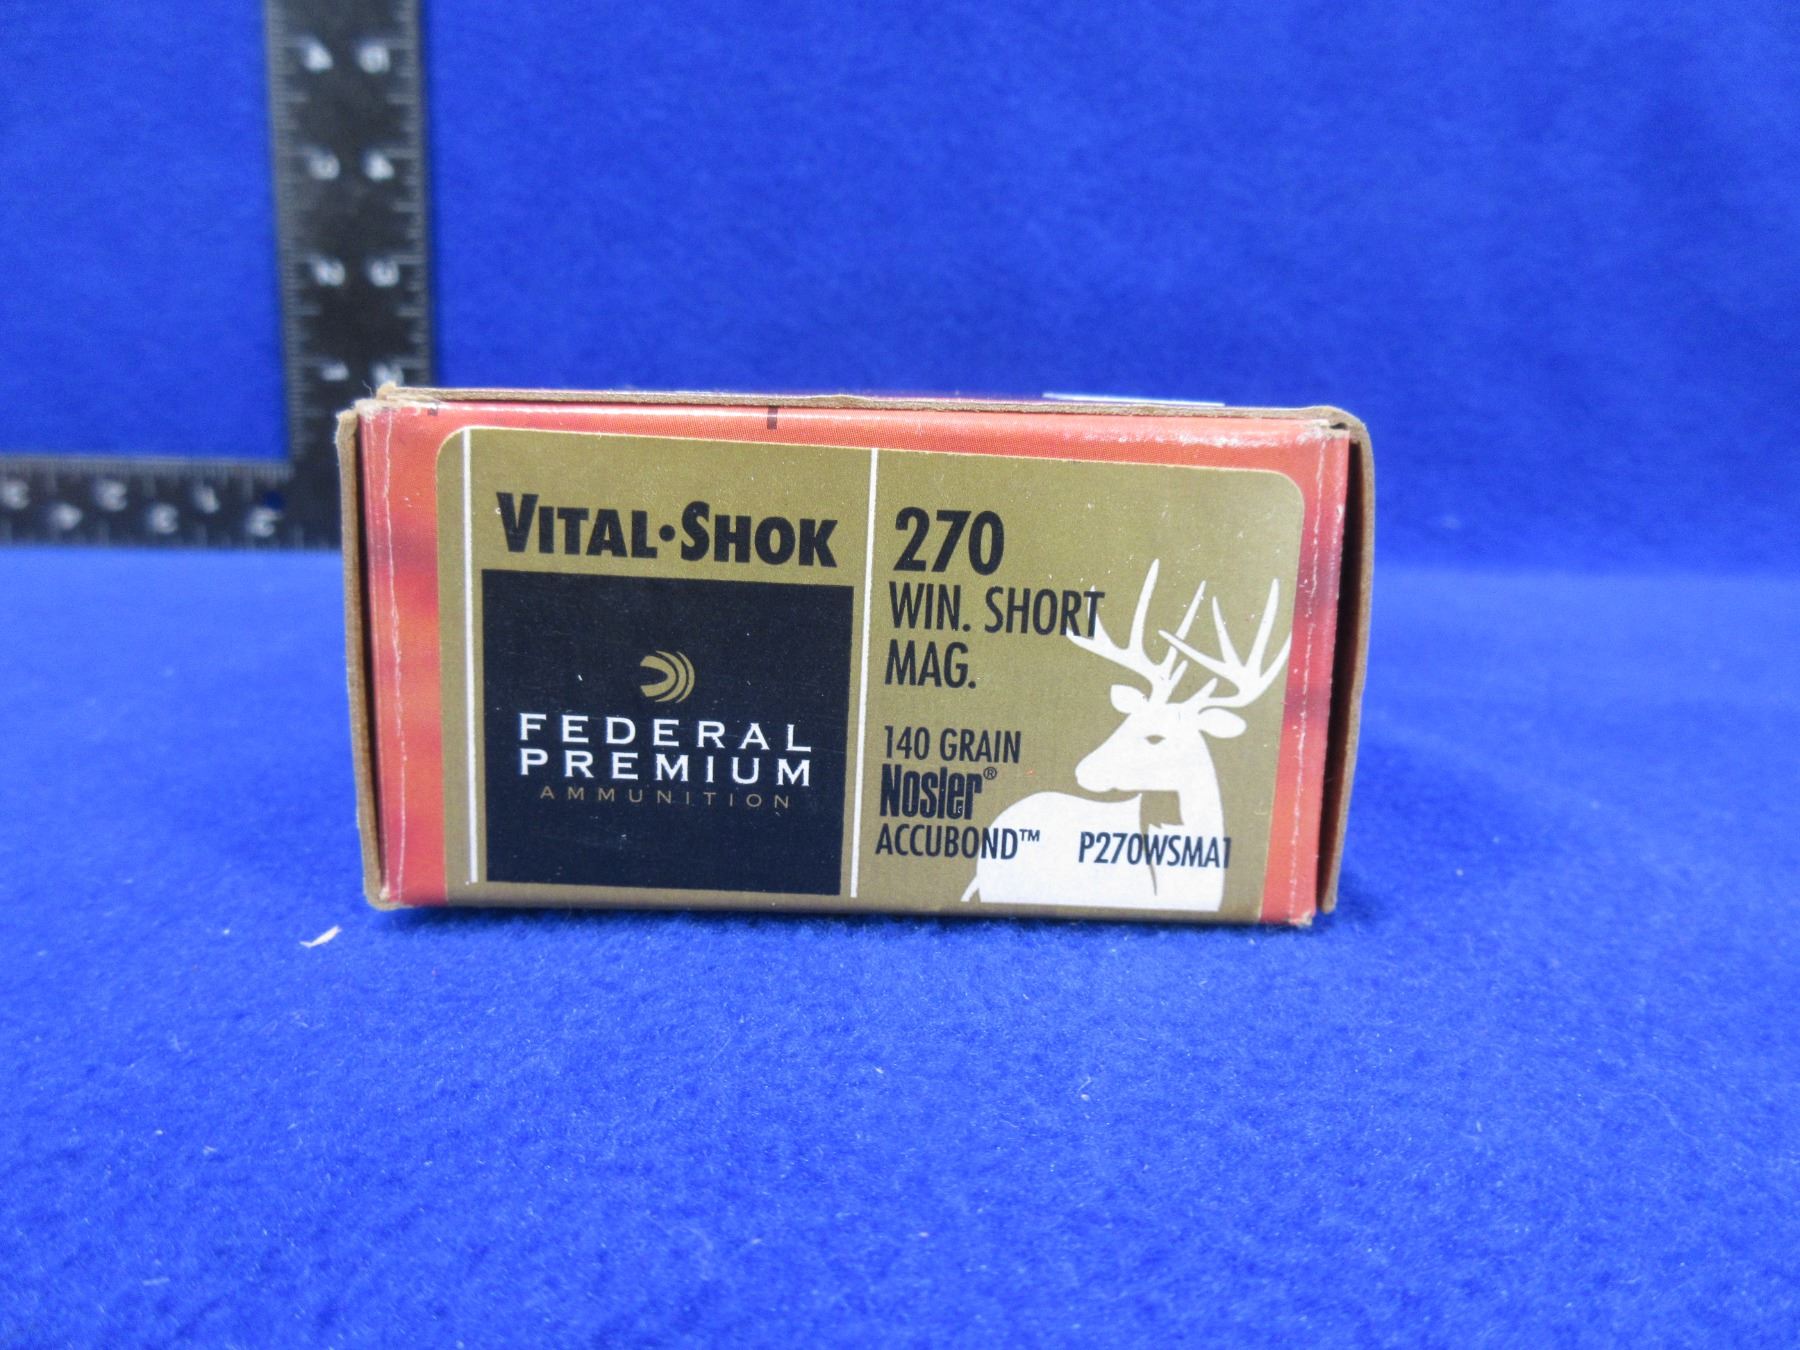 VITAL•SHOK
FEDERAL
PREMIUM
AMMUNITION
270
WIN. SHORT
MAG.
140 GRAIN
Nosler®
ACCUBOND™ P270WSMA1